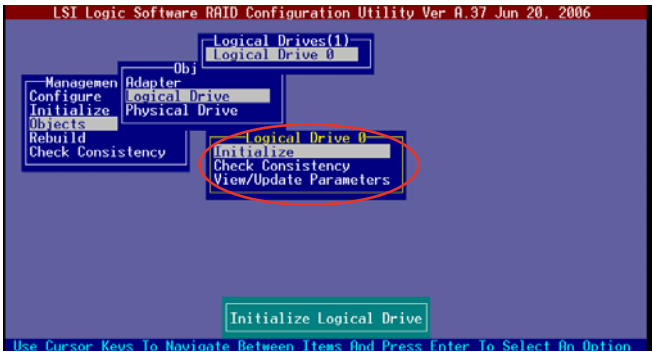 LSI Logic Software RAID Configuration Utility Ver A.37 Jun 20, 2006
Logical Drives(1)
Logical Drive 0
Obj
Adapter
Logical Drive
Physical Drive
Managemen
Configure
Initialize
Objects
Rebuild
Check Consistency
Logical Drive 0
Initialize
Check Consistency
View/Update Parameters
Initialize Logical Drive
Use Cursor Keys To Navigate Between Items And Press Enter To Select An Option